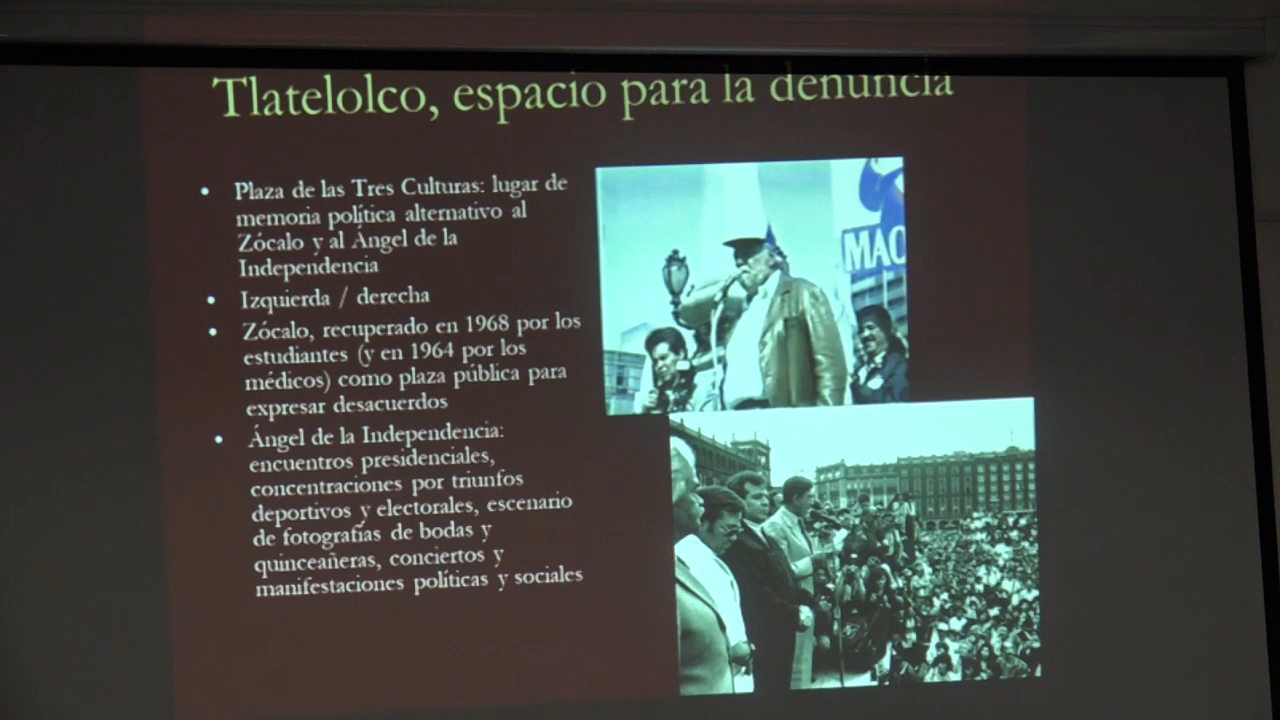 Tlatelolco, espacio para la denuncia
• Plaza de las Tres Culturas: lugar de
memoria política alternativo al
Zócalo y al Ángel de la
Independencia
• Izquierda / derecha
• Zócalo, recuperado en 1968 por los
estudiantes (y en 1964 por los
médicos) como plaza pública para
expresar desacuerdos
• Ángel de la Independencia:
encuentros presidenciales,
concentraciones por triunfos
deportivos y electorales, escenario
de fotografías de bodas y
quinceañeras, conciertos y
manifestaciones políticas y sociales
MAC